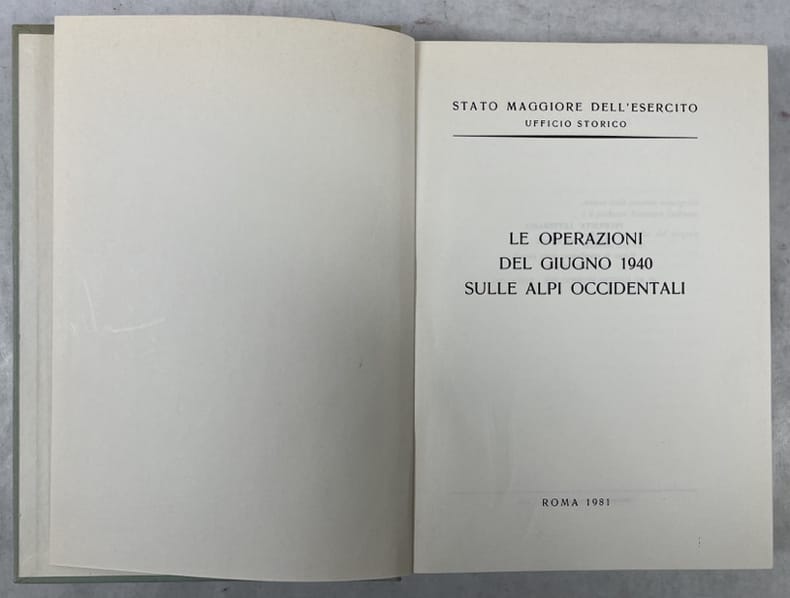 STATO MAGGIORE DELL'ESERCITO
UFFICIO STORICO
LE OPERAZIONI
DEL GIUGNO 1940
SULLE ALPI OCCIDENTALI
ROMA 1981